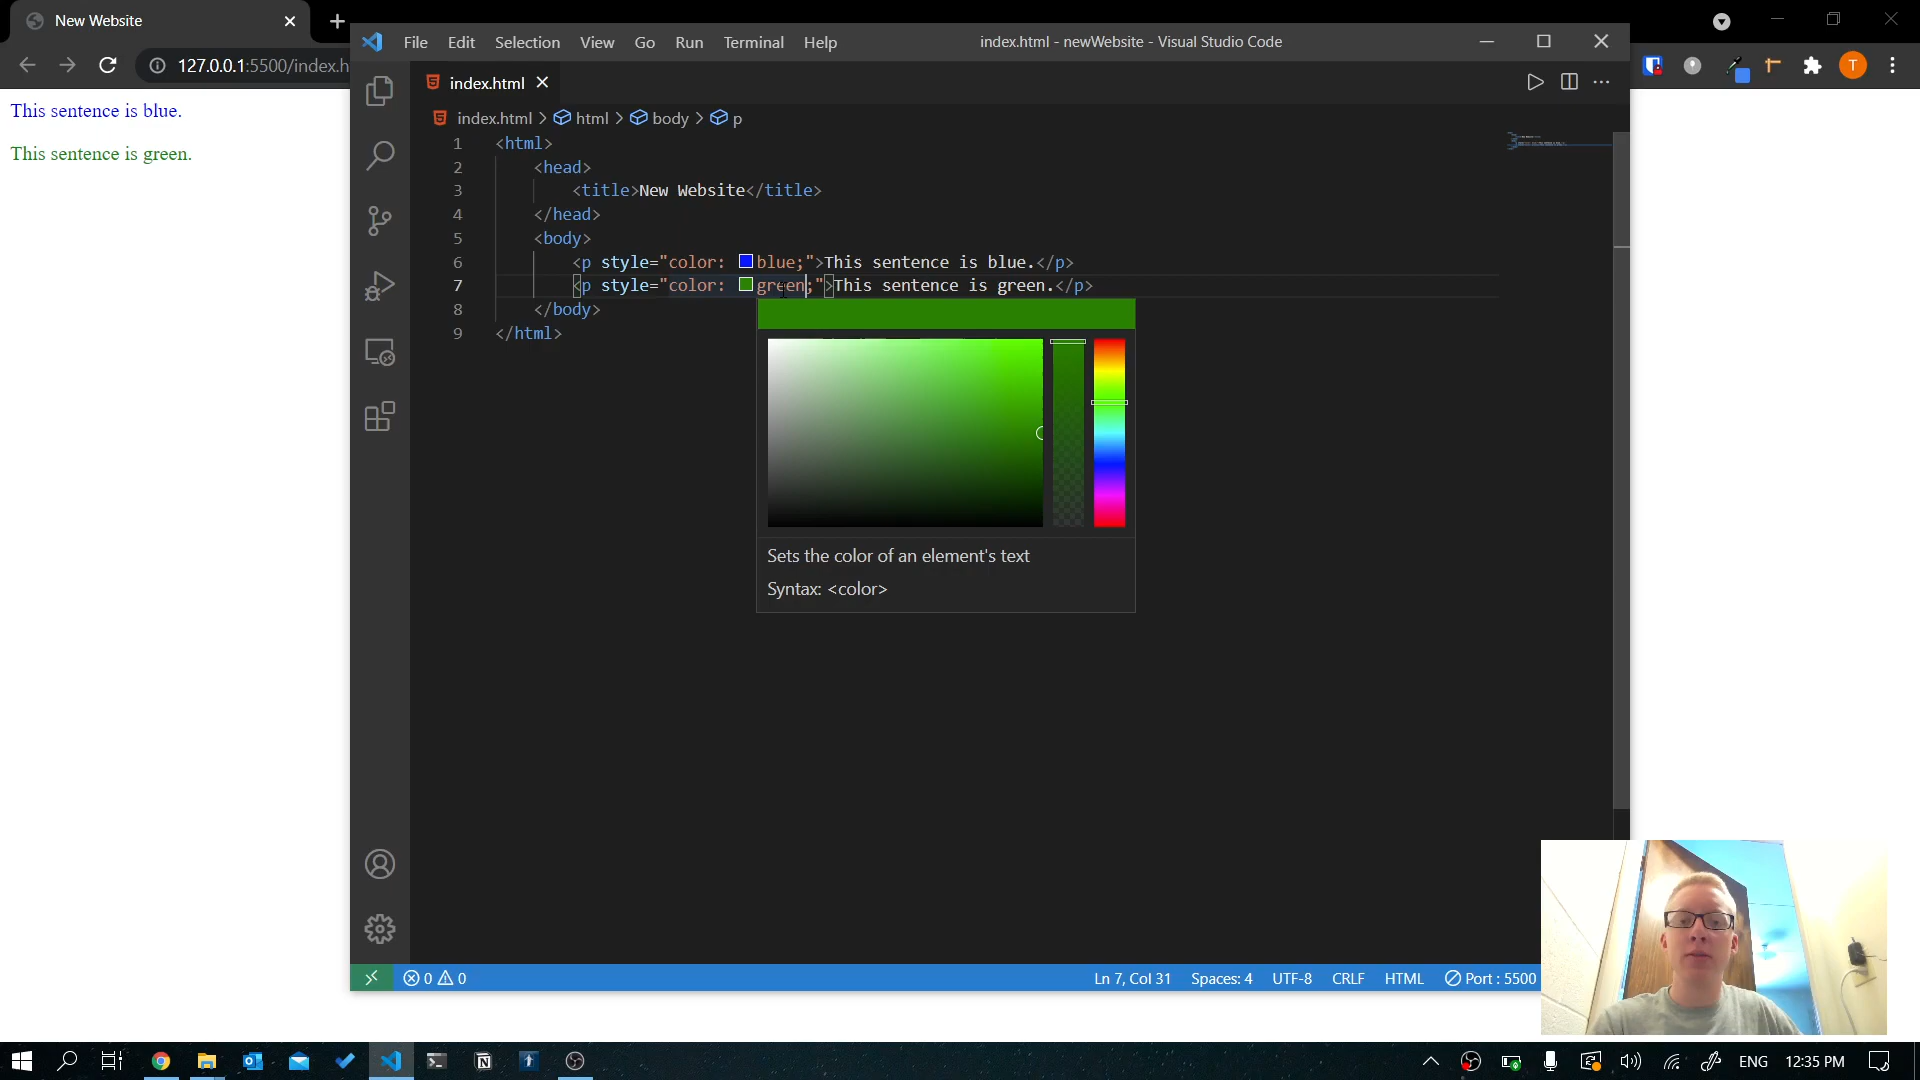 New Website
127.0.0.1:5500/index.h
T
This sentence is blue.
This sentence is green.
File Edit Selection View Go Run Terminal Help
index.html - newWebsite - Visual Studio Code
index.html
index.html > html > body > p
1 <html>
2 <head>
3 <title>New Website</title>
4 </head>
5 <body>
6 <p style="color: blue;">This sentence is blue.</p>
7 <p style="color: green;">This sentence is green.</p>
8 </body>
9 </html>
Sets the color of an element's text
Syntax: <color>
0 0
Ln 7, Col 31 Spaces: 4 UTF-8 CRLF HTML Port : 5500
ENG 12:35 PM